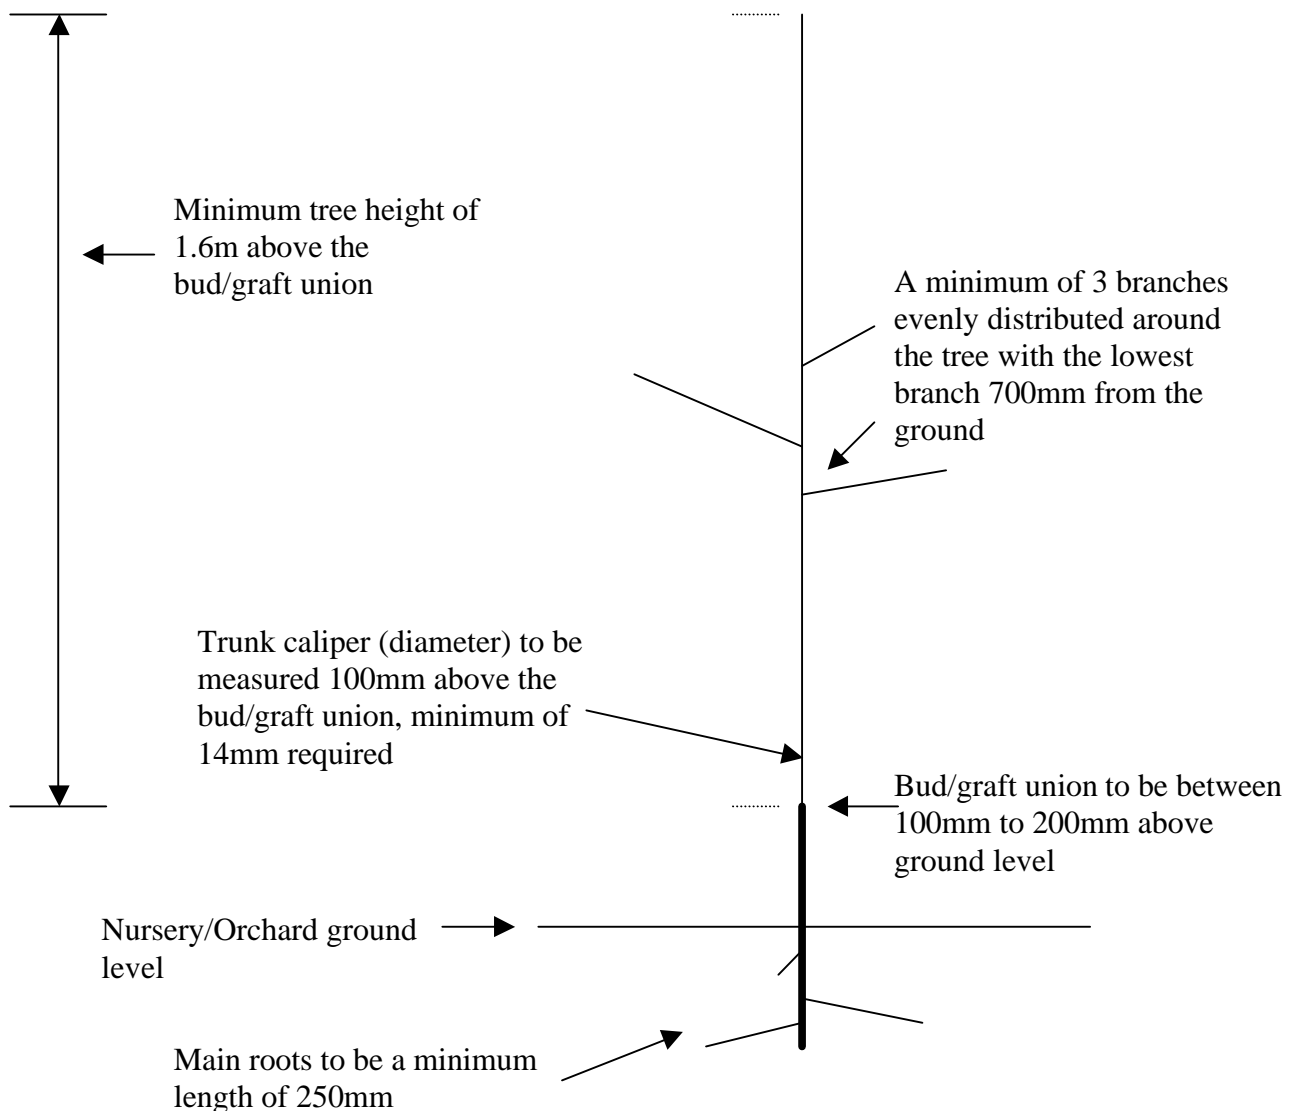 Minimum tree height of
1.6m above the
bud/graft union
A minimum of 3 branches
evenly distributed around
the tree with the lowest
branch 700mm from the
ground
Trunk caliper (diameter) to be
measured 100mm above the
bud/graft union, minimum of
14mm required
Bud/graft union to be between
100mm to 200mm above
ground level
Nursery/Orchard ground
level
Main roots to be a minimum
length of 250mm